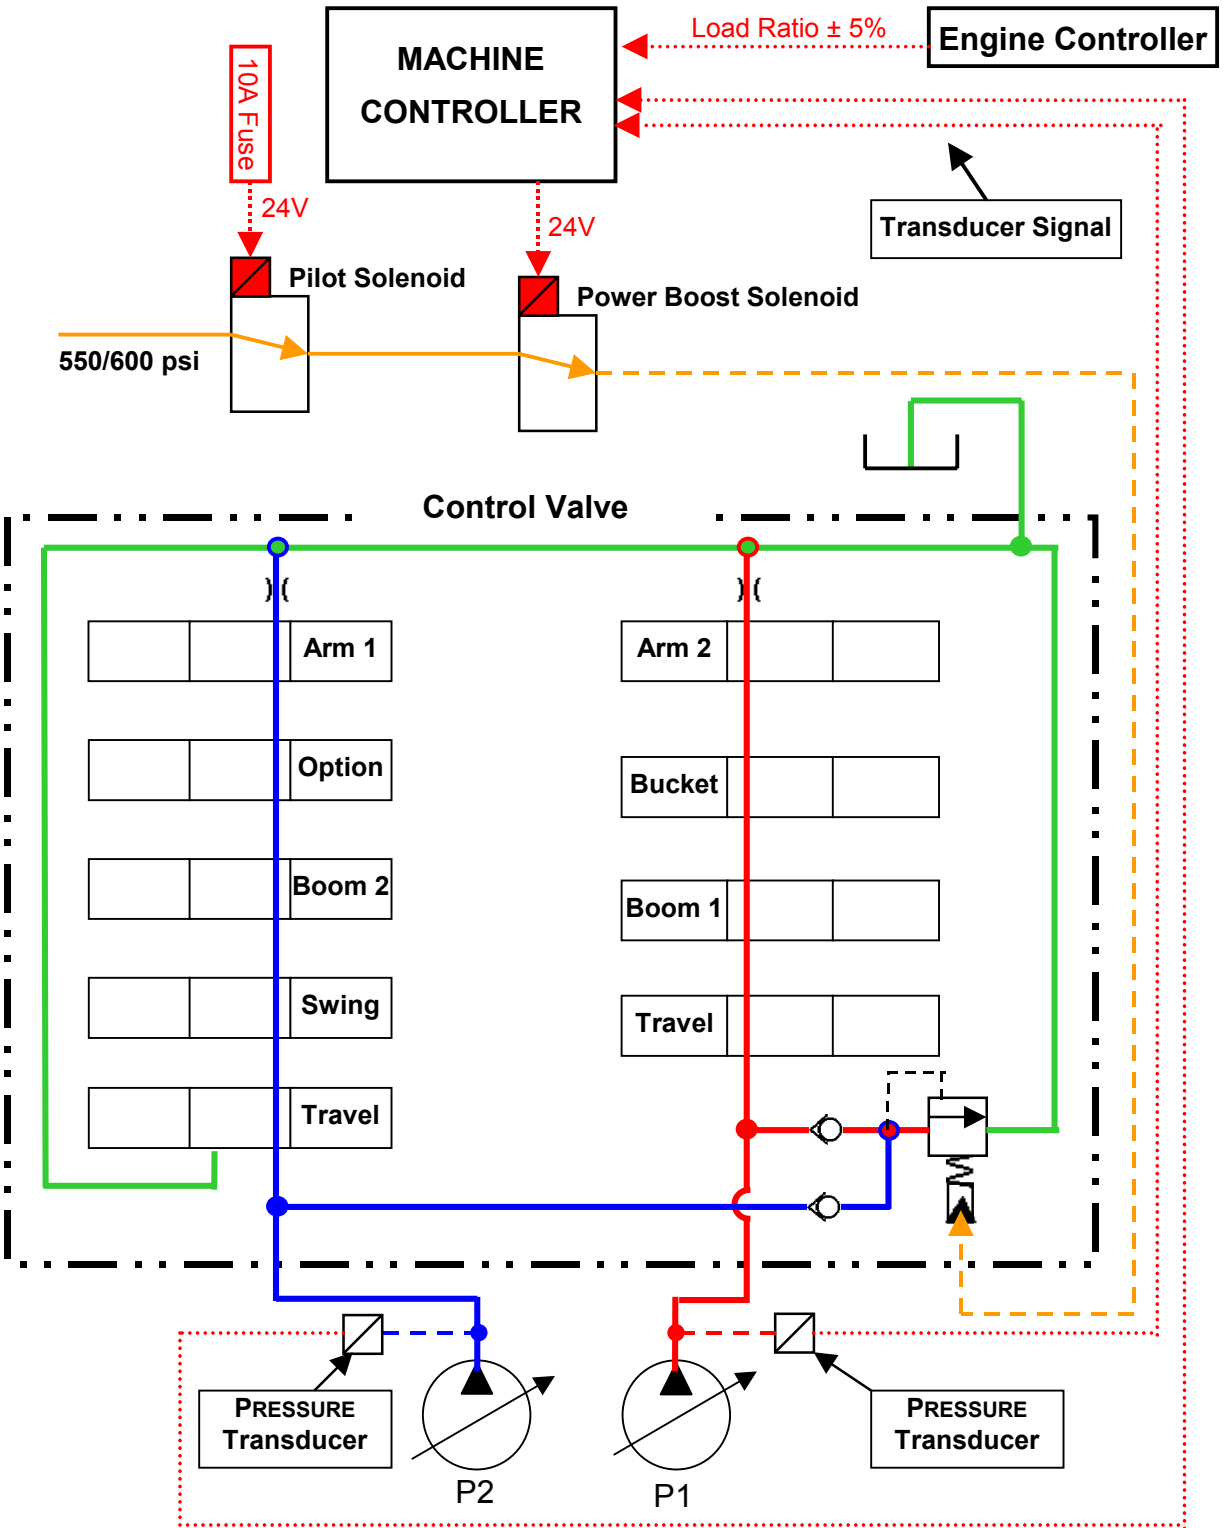 MACHINE
CONTROLLER
Load Ratio ± 5%
Engine Controller
10A Fuse
24V
24V
Transducer Signal
Pilot Solenoid
Power Boost Solenoid
550/600 psi
Control Valve
Arm 1
Arm 2
Option
Bucket
Boom 2
Boom 1
Swing
Travel
Travel
PRESSURE
Transducer
PRESSURE
Transducer
P2
P1